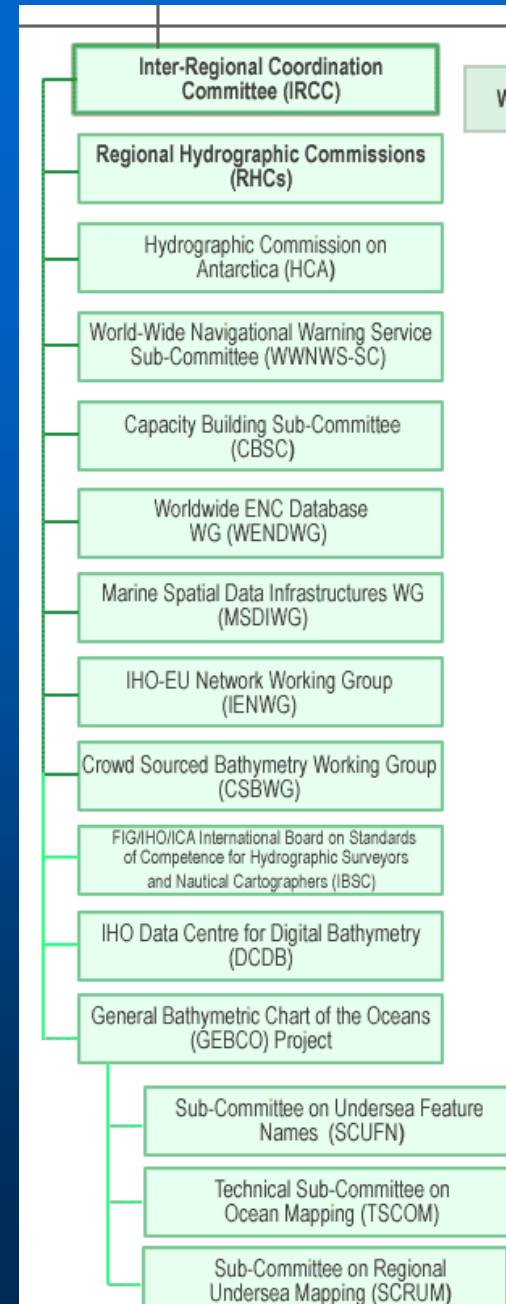 Inter-Regional Coordination
Committee (IRCC)
W
Regional Hydrographic Commissions
(RHCs)
Hydrographic Commission on
Antarctica (HCA)
World-Wide Navigational Warning Service
Sub-Committee (WWNWS-SC)
Capacity Building Sub-Committee
(CBSC)
Worldwide ENC Database
WG (WENDWG)
Marine Spatial Data Infrastructures WG
(MSDIWG)
IHO-EU Network Working Group
(IENWG)
Crowd Sourced Bathymetry Working Group
(CSBWG)
FIG/IHO/ICA International Board on Standards
of Competence for Hydrographic Surveyors
and Nautical Cartographers (IBSC)
IHO Data Centre for Digital Bathymetry
(DCDB)
General Bathymetric Chart of the Oceans
(GEBCO) Project
Sub-Committee on Undersea Feature
Names (SCUFN)
Technical Sub-Committee on
Ocean Mapping (TSCOM)
Sub-Committee on Regional
Undersea Mapping (SCRUM)